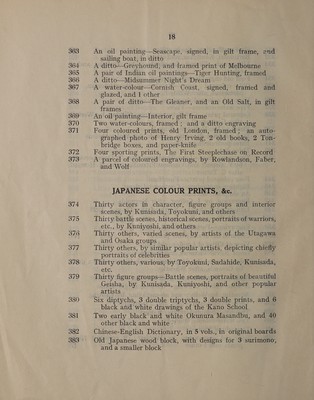 18
363 An oil painting—Seascape, signed, in gilt frame, and
sailing boat, in ditto
364 A ditto—Greyhound, and framed print of Melbourne
365 A pair of Indian oil paintings—Tiger Hunting, framed
366 A ditto—Midsummer Night's Dream
367 A water-colour—Cornish Coast, signed, framed and
glazed, and 1 other
368 A pair of ditto—The Gleaner, and an Old Salt, in gilt
frames
369 An oil painting—Interior, gilt frame
370 Two water-colours, framed; and a ditto engraving
371 Four coloured prints, old London, framed; an auto-
graphed photo of Henry Irving, 2 old books, 2 Ton-
bridge boxes, and paper-knife
372 Four sporting prints, The First Steeplechase on Record
373 A parcel of coloured engravings, by Rowlandson, Faber,
and Wolf
JAPANESE COLOUR PRINTS, &c.
374 Thirty actors in character, figure groups and interior
scenes, by Kunisada, Toyokuni, and others
375 Thirty battle scenes, historical scenes, portraits of warriors,
etc., by Kuniyoshi, and others
376 Thirty others, varied scenes, by artists of the Utagawa
and Osaka groups
377 Thirty others, by similar popular artists, depicting chiefly
portraits of celebrities
378 Thirty others, various, by Toyokuni, Sadahide, Kunisada,
etc.
379 Thirty figure groups—Battle scenes, portraits of beautiful
Geisha, by Kunisada, Kuniyoshi, and other popular
artists
380 Six diptychs, 3 double triptychs, 3 double prints, and 6
black and white drawings of the Kano School
381 Two early black and white Okumura Masanobu, and 40
other black and white
382 Chinese-English Dictionary, in 5 vols., in original boards
383 Old Japanese wood block, with designs for 3 surimono,
and a smaller block